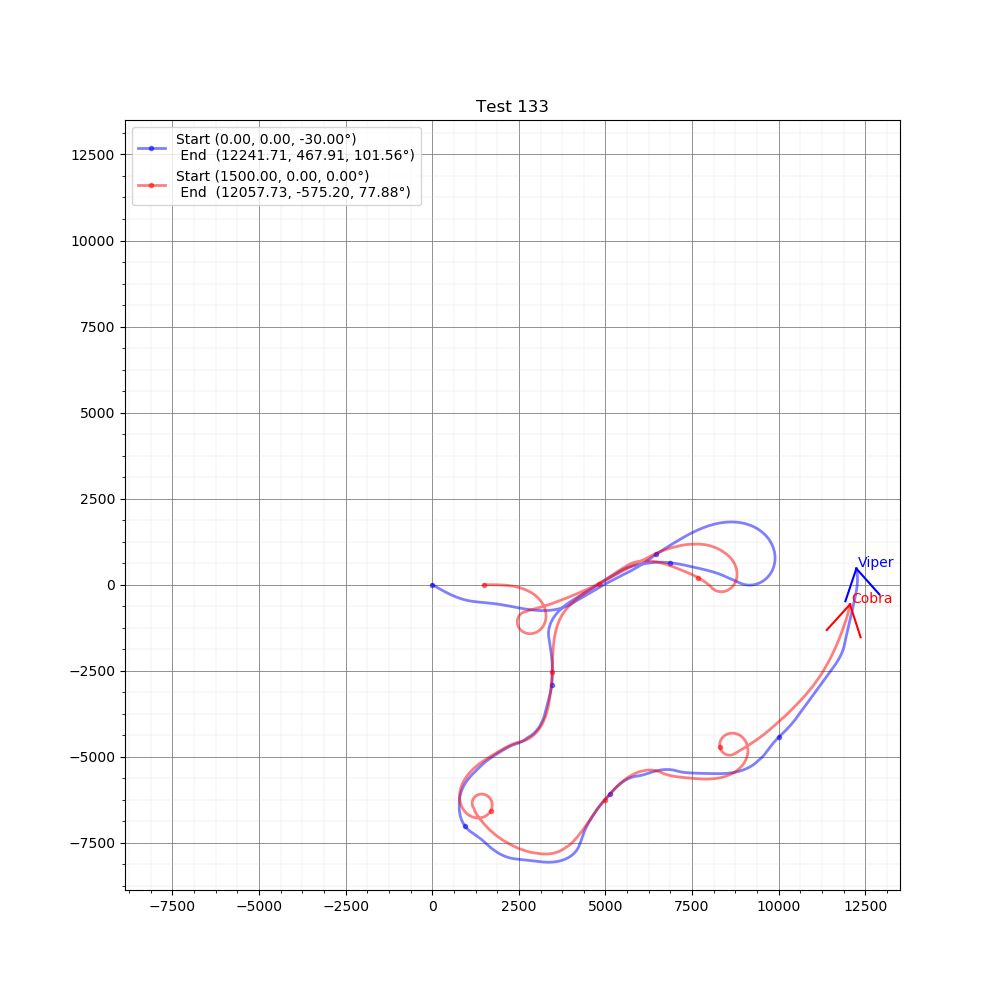 Test 133
Start (0.00, 0.00, -30.00°)
End  (12241.71, 467.91, 101.56°)
Start (1500.00, 0.00, 0.00°)
End  (12057.73, -575.20, 77.88°)
12500
10000
7500
5000
2500
0
−2500
−5000
−7500
Viper
Cobra
−7500 −5000 −2500 0 2500 5000 7500 10000 12500